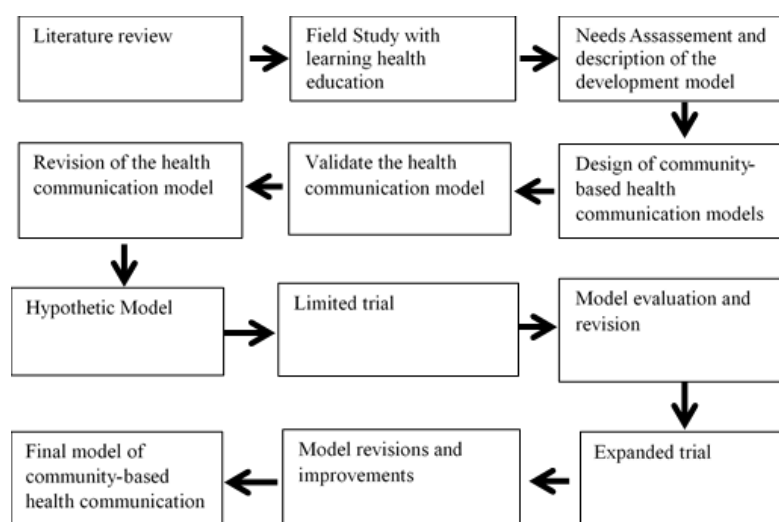 Literature review
Field Study with
learning health
education
Needs Assassement and
description of the
development model
Revision of the health
communication model
Validate the health
communication model
Design of community-
based health
communication models
Hypothetic Model
Limited trial
Model evaluation and
revision
Final model of
community-based
health communication
Model revisions and
improvements
Expanded trial